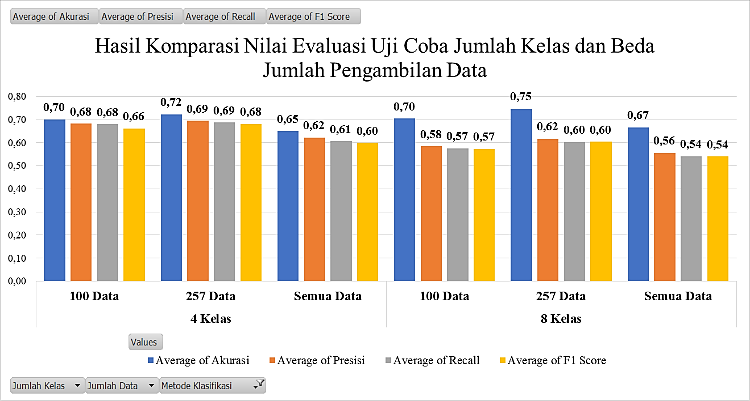 Average of Akurasi Average of Presisi Average of Recall Average of F1 Score
Hasil Komparasi Nilai Evaluasi Uji Coba Jumlah Kelas dan Beda
Jumlah Pengambilan Data
0,80
0,70
0,60
0,50
0,40
0,30
0,20
0,10
0,00
0,70 0,68 0,68 0,66
0,72 0,69 0,69 0,68
0,65 0,62 0,61 0,60
0,70 0,58 0,57 0,57
0,75 0,62 0,60 0,60
0,67 0,56 0,54 0,54
100 Data 257 Data Semua Data 100 Data 257 Data Semua Data
4 Kelas 8 Kelas
Values
Average of Akurasi Average of Presisi Average of Recall Average of F1 Score
Jumlah Kelas Jumlah Data Metode Klasifikasi